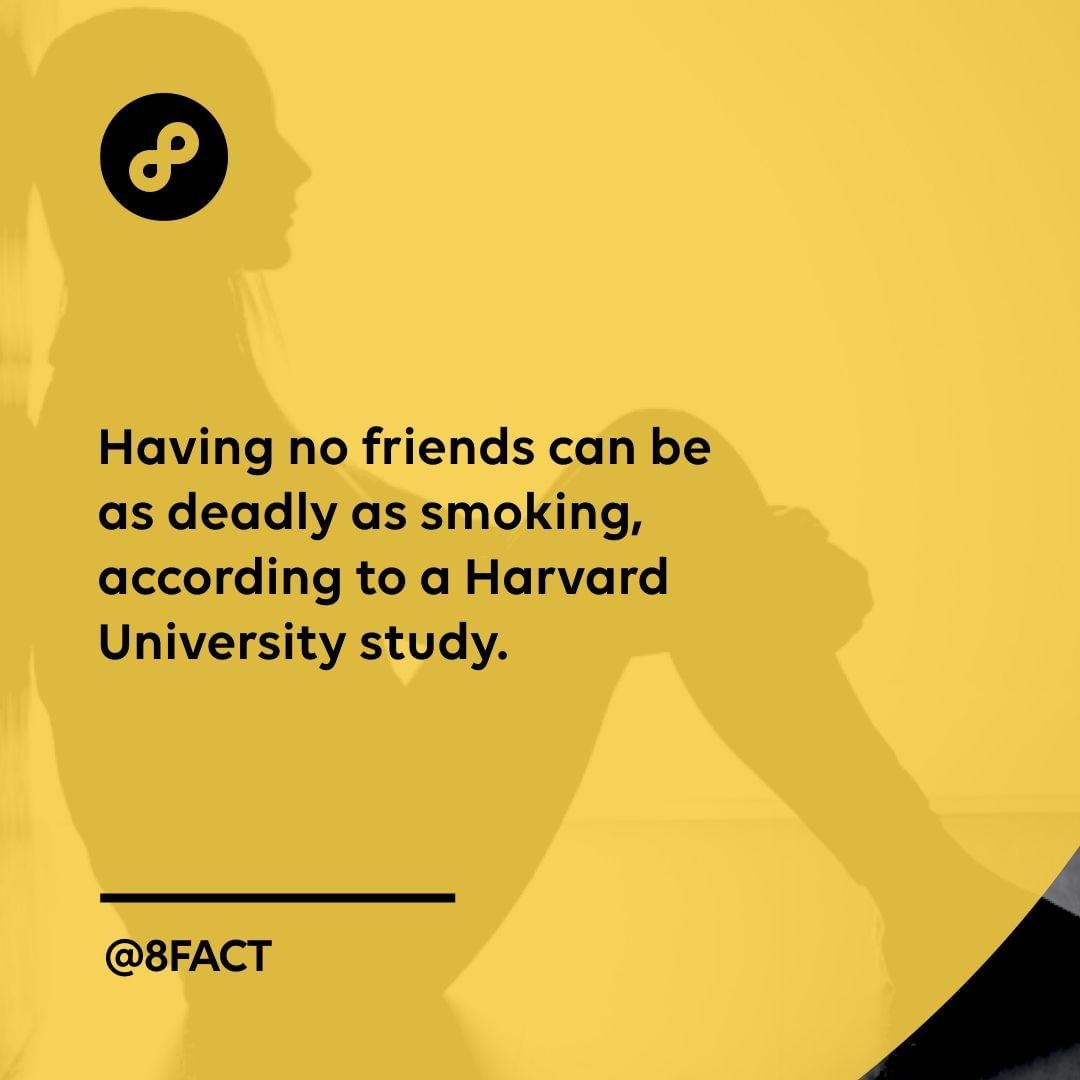 Having no friends can be
as deadly as smoking,
according to a Harvard
University study.
@8FACT